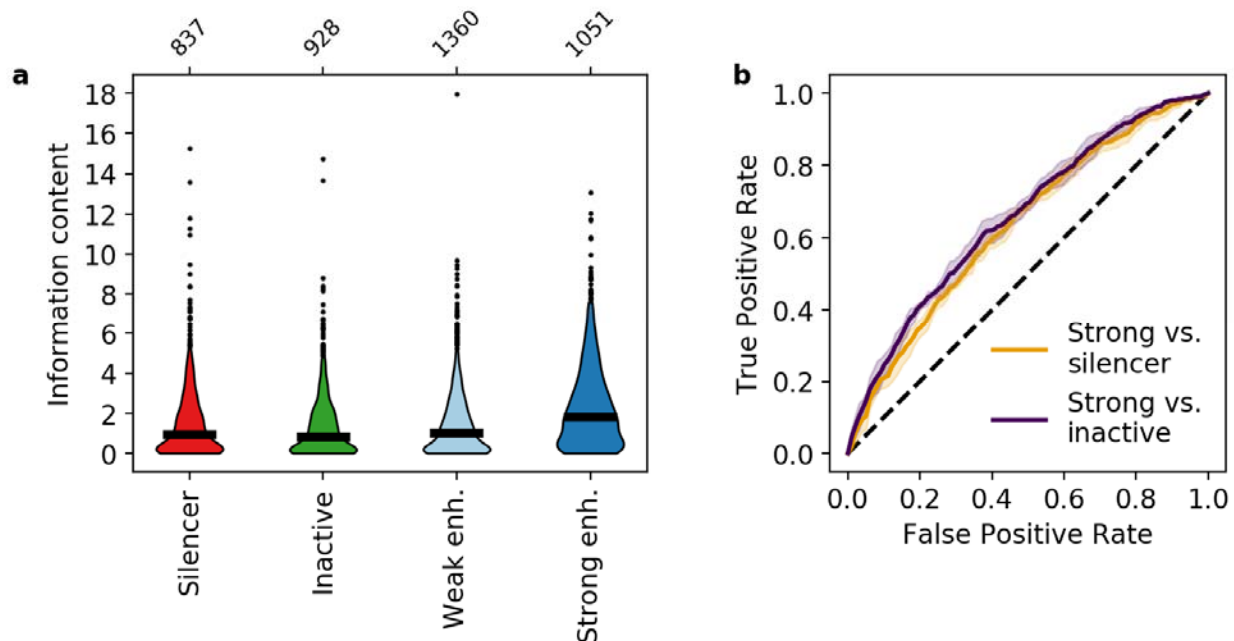 837
928
1360
1051
a
Information content
18
16
14
12
10
8
6
4
2
0
Silencer
Inactive
Weak enh.
Strong enh.
b
True Positive Rate
1.0
0.8
0.6
0.4
0.2
0.0
0.0
0.2
0.4
0.6
0.8
1.0
False Positive Rate
Strong vs.
silencer
Strong vs.
inactive